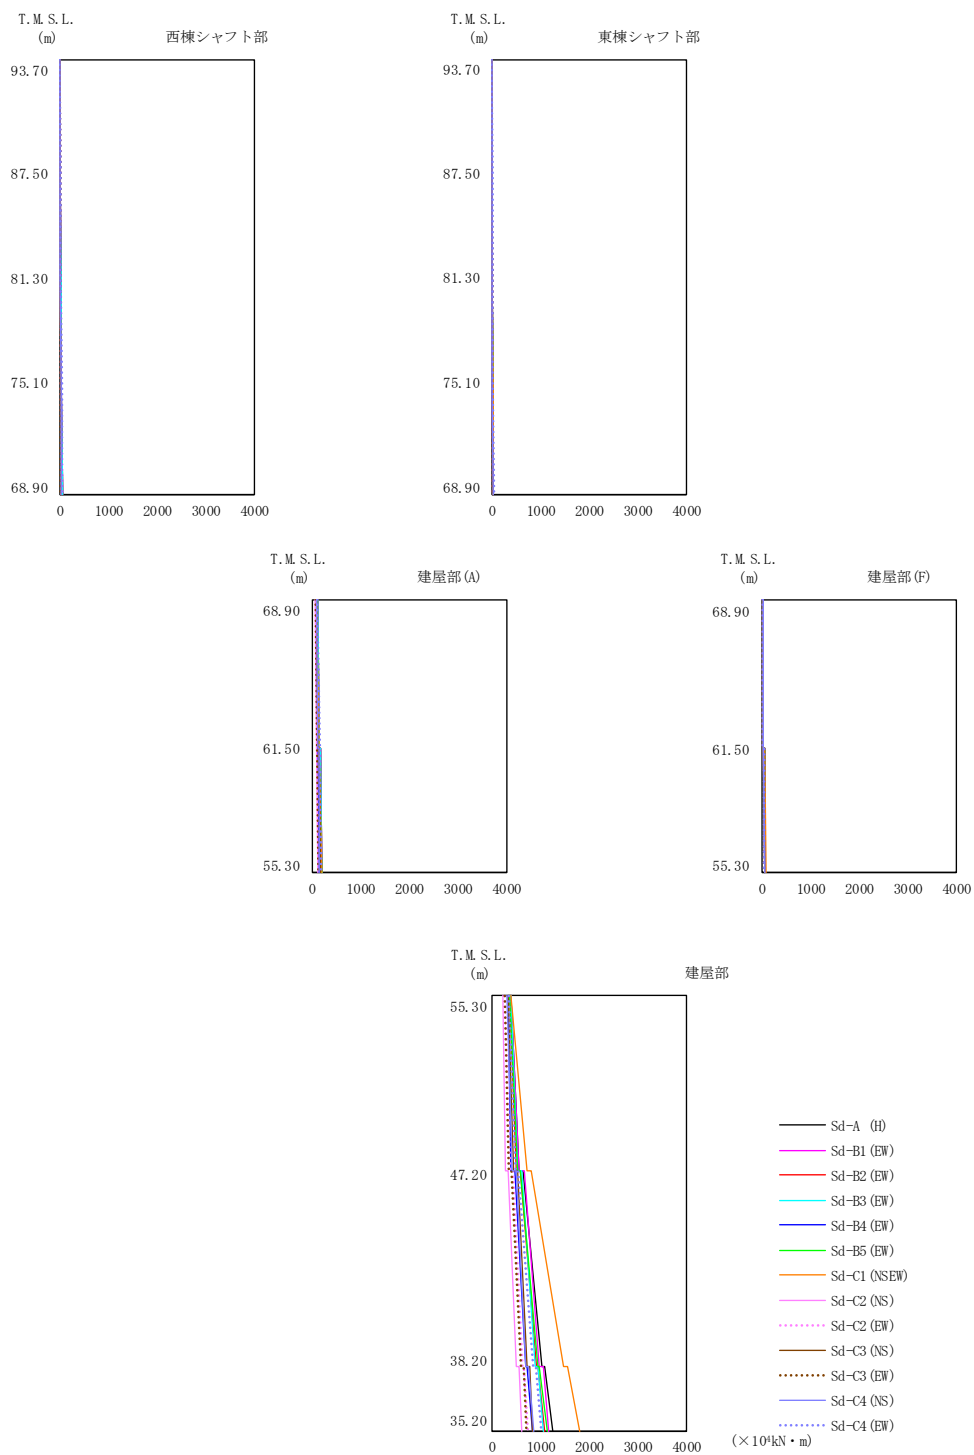 T.M.S.L.
(m)
西棟シャフト部
93.70
87.50
81.30
75.10
68.90
0 1000 2000 3000 4000
T.M.S.L.
(m)
東棟シャフト部
93.70
87.50
81.30
75.10
68.90
0 1000 2000 3000 4000
T.M.S.L.
(m)
建屋部(A)
68.90
61.50
55.30
0 1000 2000 3000 4000
T.M.S.L.
(m)
建屋部(F)
68.90
61.50
55.30
0 1000 2000 3000 4000
T.M.S.L.
(m)
建屋部
55.30
47.20
38.20
35.20
0 1000 2000 3000 4000
(×10⁴kN・m)
Sd-A (H)
Sd-B1(EW)
Sd-B2(EW)
Sd-B3(EW)
Sd-B4(EW)
Sd-B5(EW)
Sd-C1(NSEW)
Sd-C2(NS)
Sd-C2(EW)
Sd-C3(NS)
Sd-C3(EW)
Sd-C4(NS)
Sd-C4(EW)